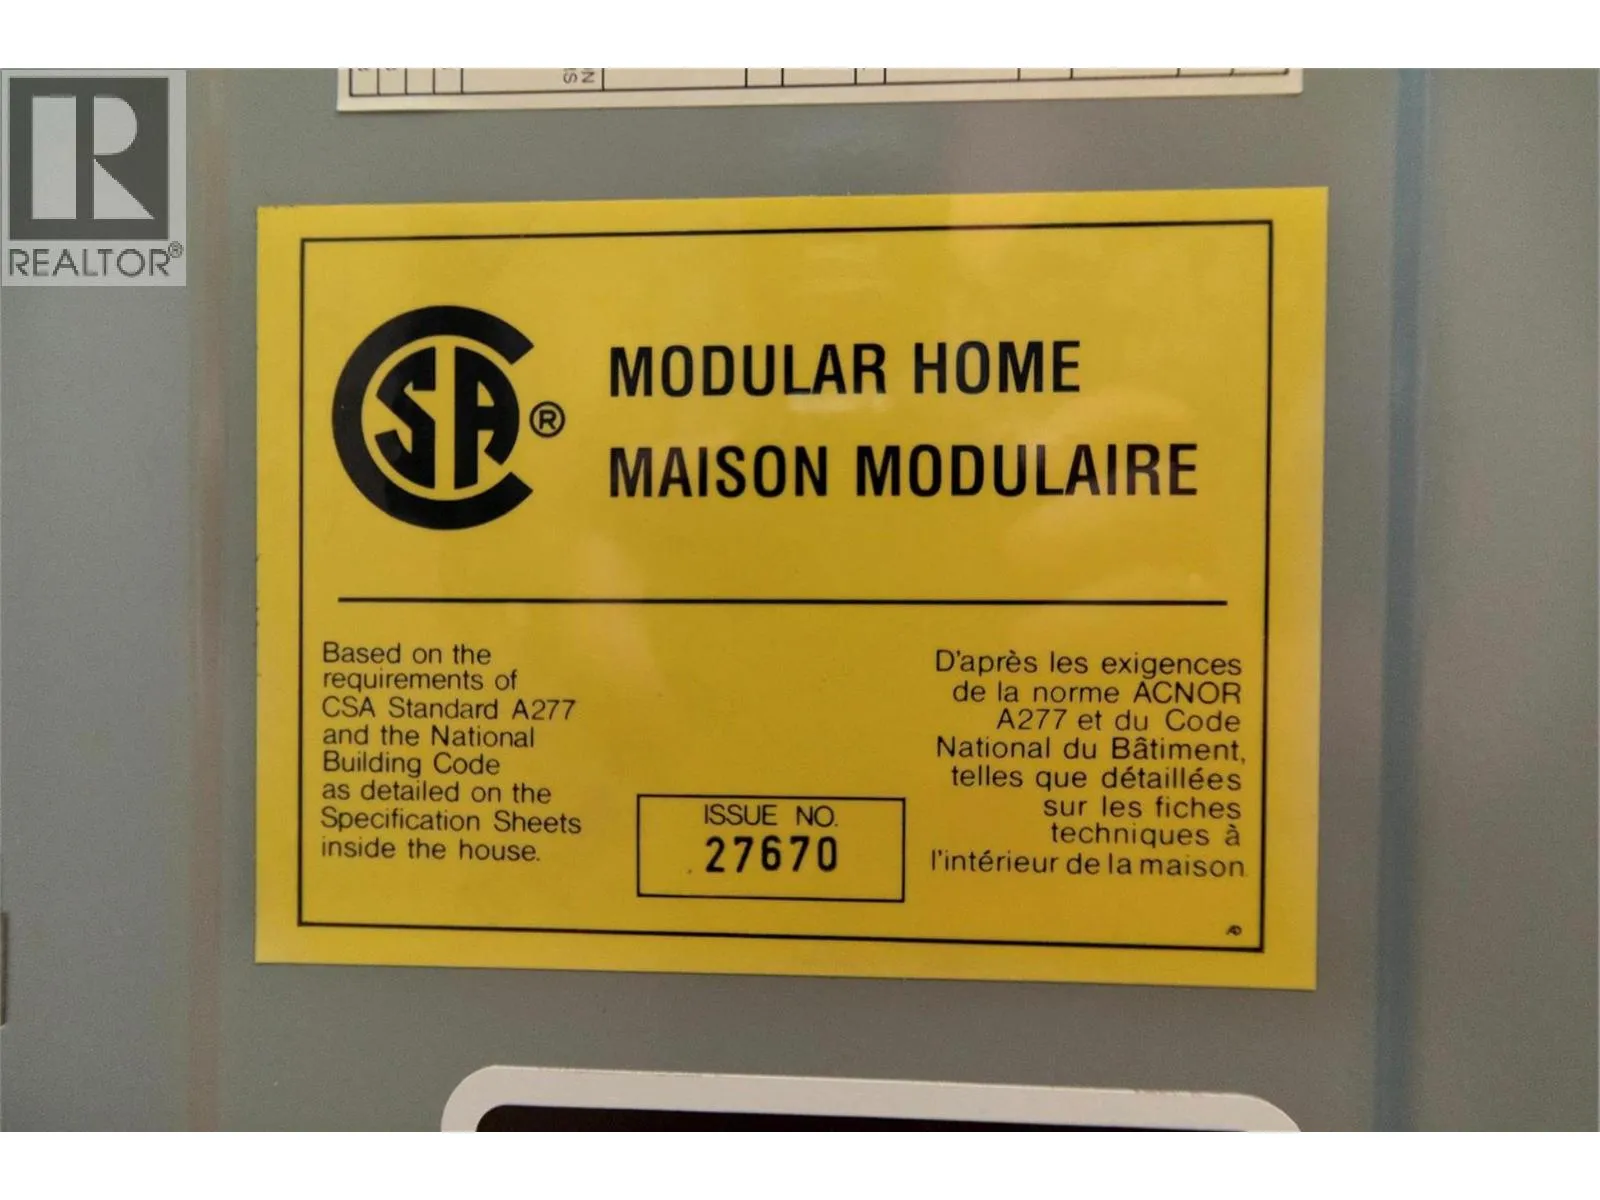 REALTOR®
CSA®
MODULAR HOME
MAISON MODULAIRE
Based on the
requirements of
CSA Standard A277
and the National
Building Code
as detailed on the
Specification Sheets
inside the house.
ISSUE NO.
27670
D'après les exigences
de la norme ACNOR
A277 et du Code
National du Bâtiment,
telles que détaillées
sur les fiches
techniques à
l'intérieur de la maison